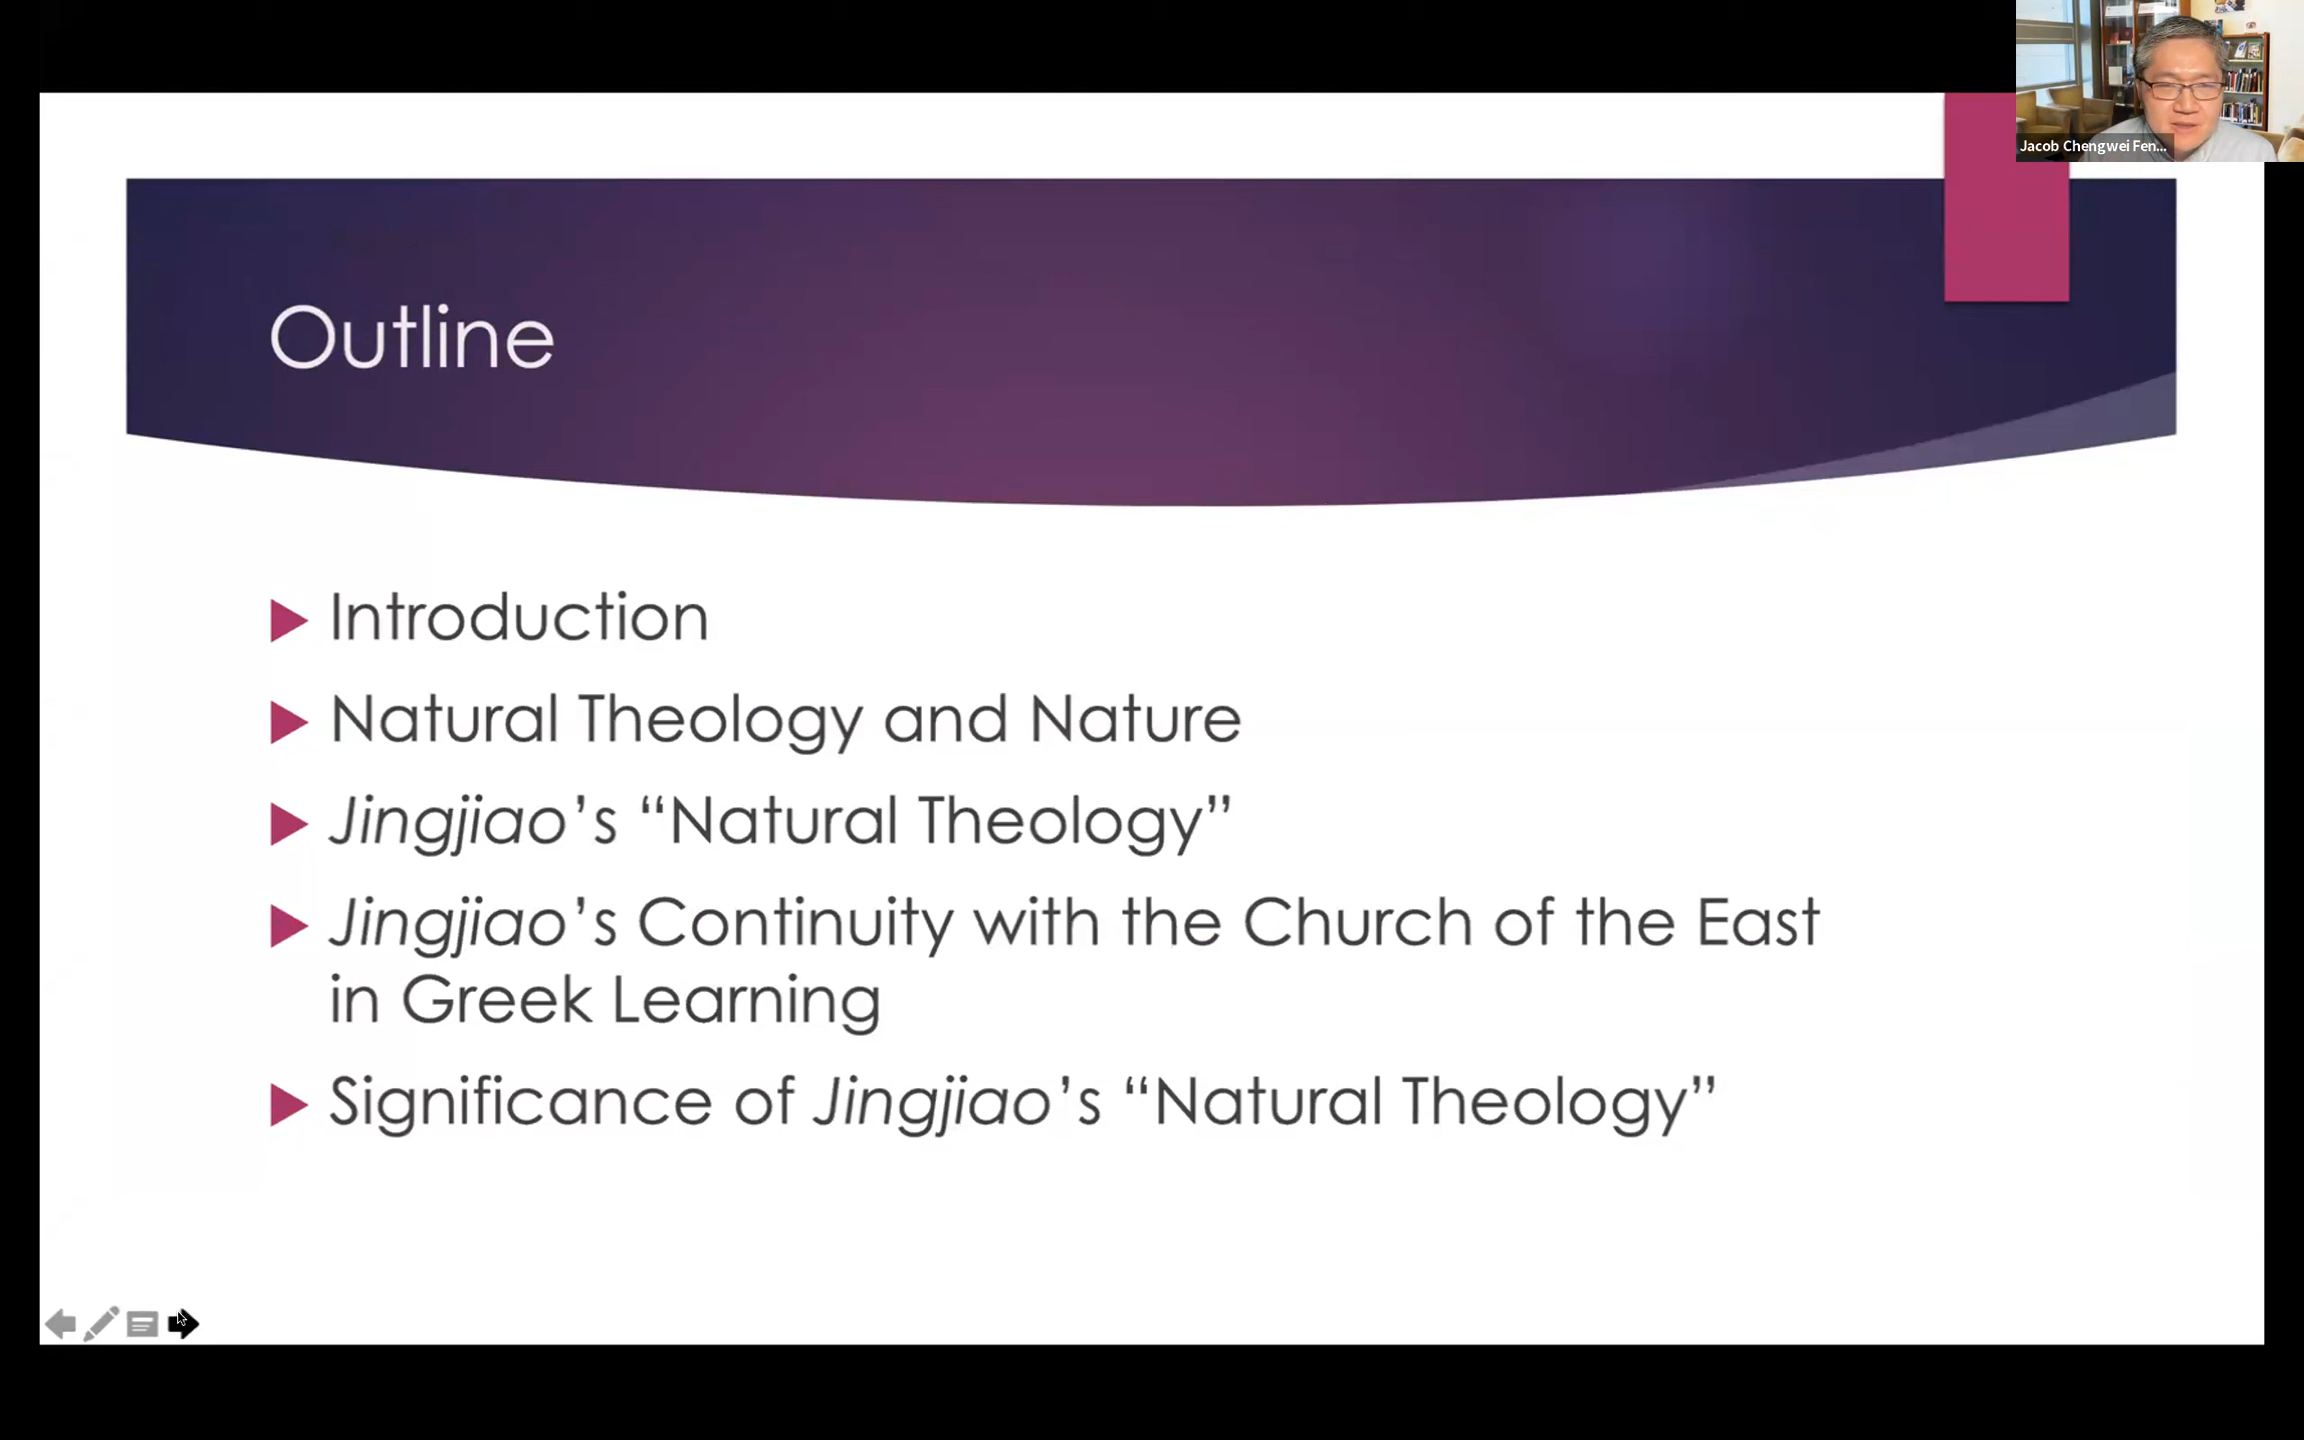 Jacob Chengwei Fen...
Outline
Introduction
Natural Theology and Nature
Jingjiao’s “Natural Theology”
Jingjiao’s Continuity with the Church of the East
in Greek Learning
Significance of Jingjiao’s “Natural Theology”